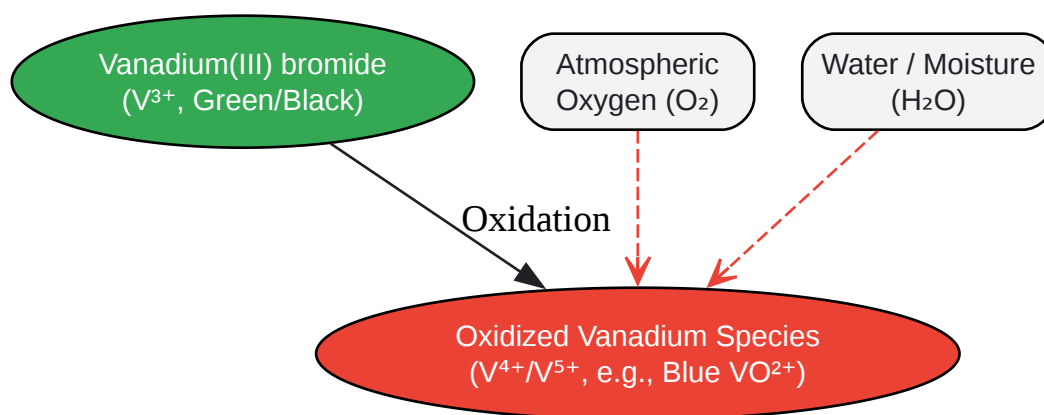 Vanadium(III) bromide
(V³⁺, Green/Black)
Atmospheric
Oxygen (O₂)
Water / Moisture
(H₂O)
Oxidation
Oxidized Vanadium Species
(V⁴⁺/V⁵⁺, e.g., Blue VO²⁺)